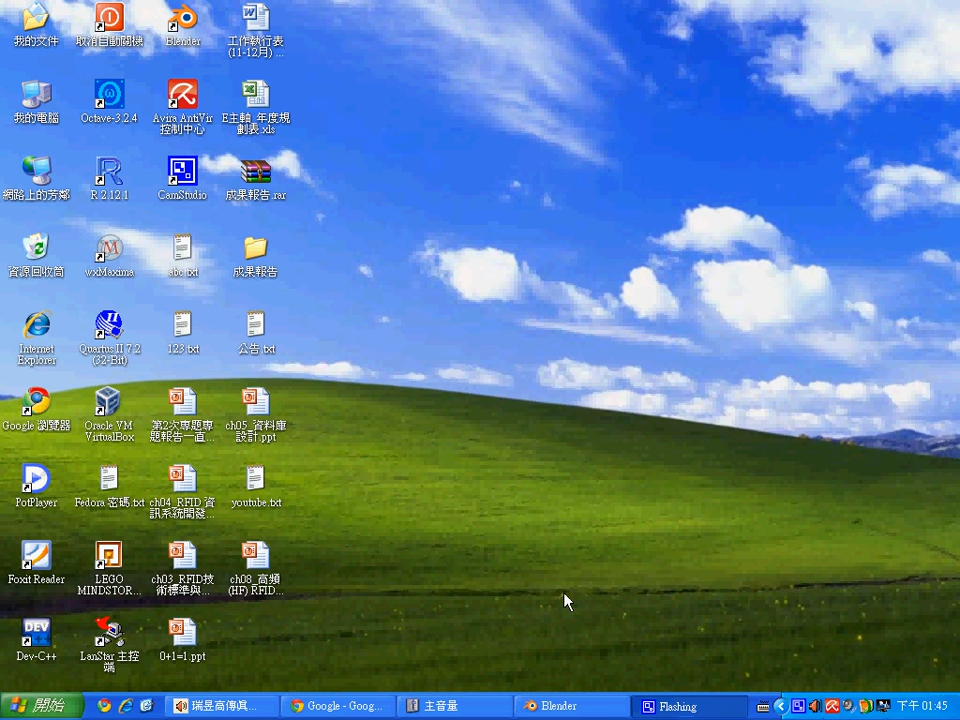 我的文件
取消自動關機
Blender
工作執行表
(11-12月) ...
我的電腦
Octave-3.2.4
Avira AntiVir
控制中心
E主軸_年度規
劃表.xls
網路上的芳鄰
R 2.12.1
CamStudio
成果報告.rar
資源回收筒
wxMaxima
abc.txt
成果報告
Internet
Explorer
Quartus II 7.2
(32-Bit)
123.txt
公告.txt
Google 瀏覽器
Oracle VM
VirtualBox
第2次專題專
題報告一直...
ch05_資料庫
設計.ppt
PotPlayer
Fedora 密碼.txt
ch04_RFID 資
訊系統開發...
youtube.txt
Foxit Reader
LEGO
MINDSTOR...
ch03_RFID技
術標準與...
ch08_高頻
(HF) RFID...
DEV
C++
Dev-C++
LanStar 主控
端
0+1=1.ppt
開始
瑞昱高傳真...
Google - Goog...
主音量
Blender
Flashing
下午 01:45